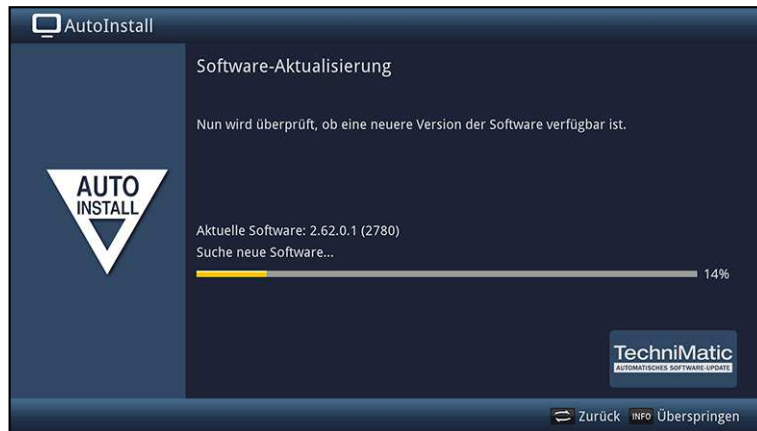 AutoInstall
Software-Aktualisierung
Nun wird überprüft, ob eine neuere Version der Software verfügbar ist.
AUTO
INSTALL
Aktuelle Software: 2.62.0.1 (2780)
Suche neue Software...
14%
TechniMatic
AUTOMATISCHES SOFTWARE-UPDATE
Zurück INFO Überspringen